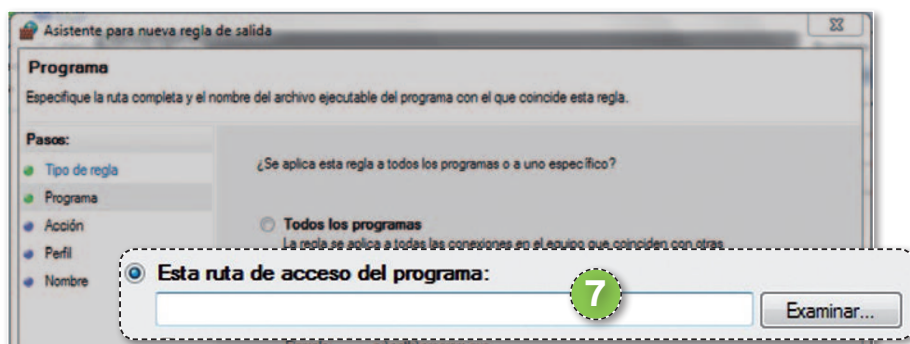 Asistente para nueva regla de salida
Programa
Especifique la ruta completa y el nombre del archivo ejecutable del programa con el que coincide esta regla.
Pasos:
Tipo de regla
Programa
Acción
Perfil
Nombre
¿Se aplica esta regla a todos los programas o a uno específico?
Todos los programas
La regla se aplica a todas las conexiones en el equipo que coinciden con otras
Esta ruta de acceso del programa:
7
Examinar...